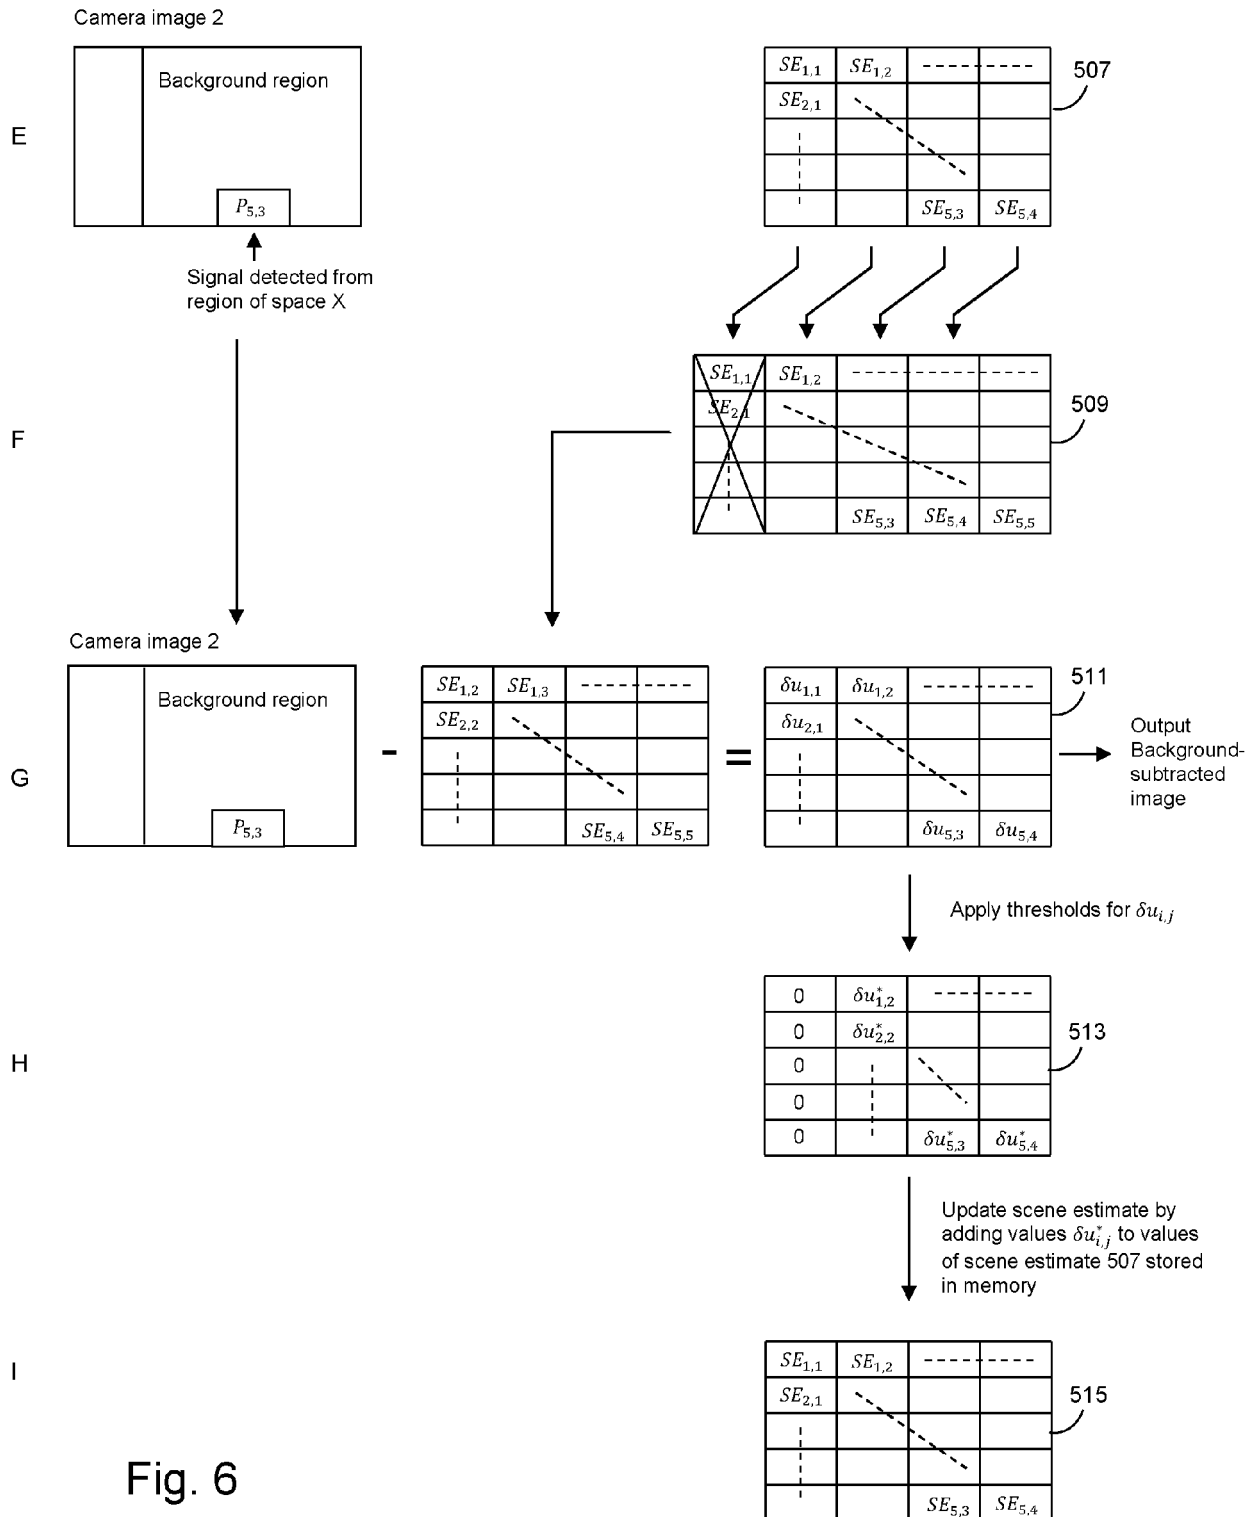 Camera image 2
E
Background region
P5,3
Signal detected from
region of space X
SE1,1 SE1,2
SE2,1
SE5,3 SE5,4
507
F
SE1,1 SE1,2
SE2,1
SE5,3 SE5,4 SE5,5
509
Camera image 2
G
Background region
P5,3
-
SE1,2 SE1,3
SE2,2
SE5,4 SE5,5
=
δu1,1 δu1,2
δu2,1
δu5,3 δu5,4
511
Output
Background-
subtracted
image
Apply thresholds for δui,j
H
0 δu*1,2
0 δu*2,2
0
0
0 δu*5,3 δu*5,4
513
Update scene estimate by
adding values δu*i,j to values
of scene estimate 507 stored
in memory
I
SE1,1 SE1,2
SE2,1
SE5,3 SE5,4
515
Fig. 6